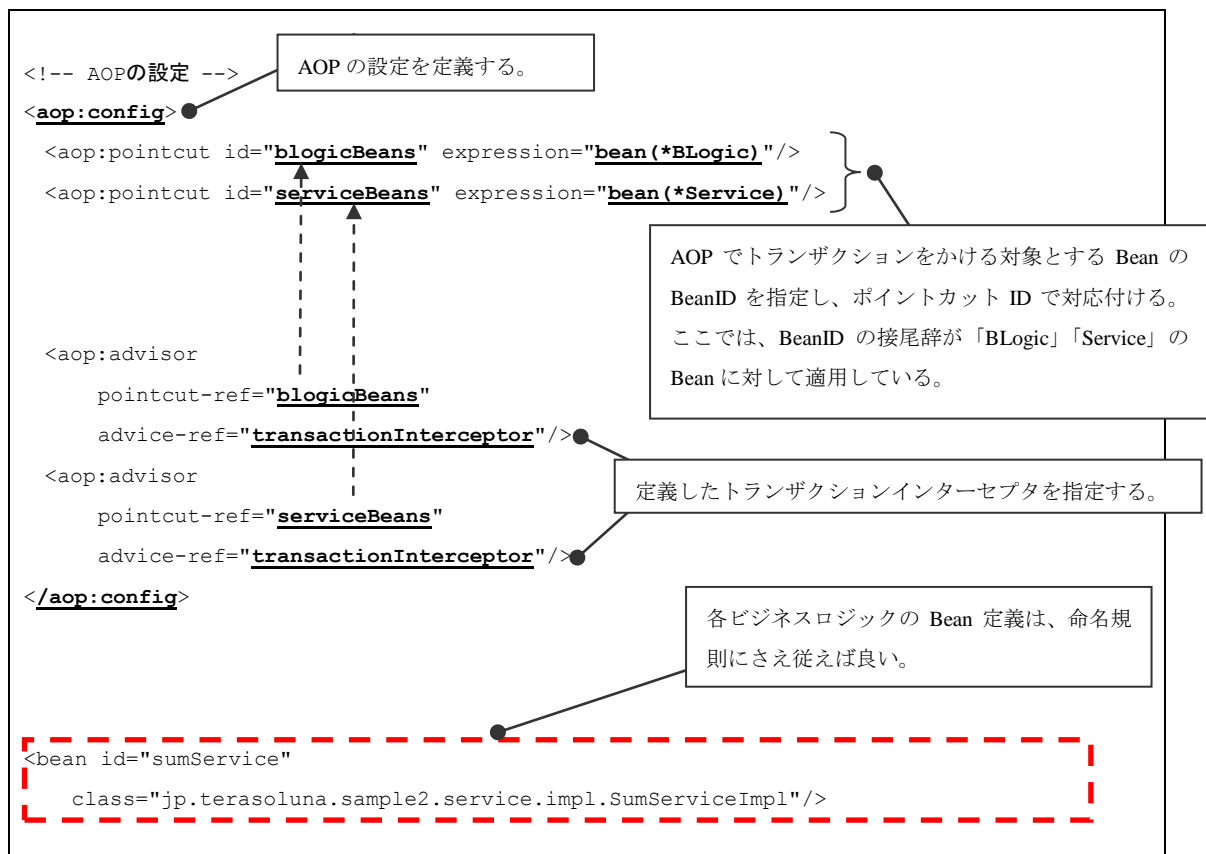 <!-- AOPの設定 -->
AOP の設定を定義する。
<aop:config>
<aop:pointcut id="blogicBeans" expression="bean(*BLogic)"/>
<aop:pointcut id="serviceBeans" expression="bean(*Service)"/>
AOP でトランザクションをかける対象とする Bean の
BeanID を指定し、ポイントカット ID で対応付ける。
ここでは、BeanID の接尾辞が「BLogic」「Service」の
Bean に対して適用している。
<aop:advisor
pointcut-ref="blogicBeans"
advice-ref="transactionInterceptor"/>
<aop:advisor
pointcut-ref="serviceBeans"
advice-ref="transactionInterceptor"/>
定義したトランザクションインターセプタを指定する。
</aop:config>
各ビジネスロジックの Bean 定義は、命名規
則にさえ従えば良い。
<bean id="sumService"
class="jp.terasoluna.sample2.service.impl.SumServiceImpl"/>